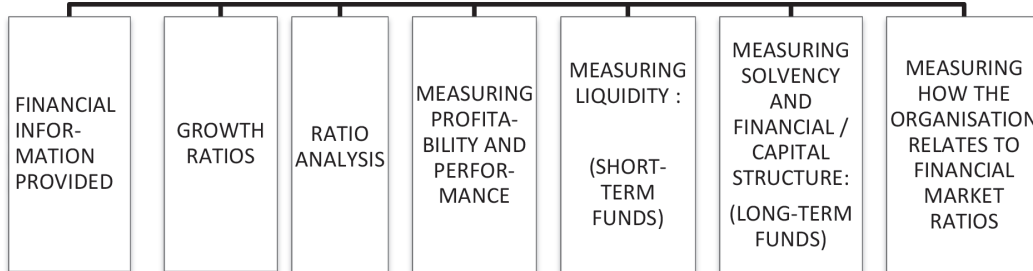 FINANCIAL
INFOR-
MATION
PROVIDED
GROWTH
RATIOS
RATIO
ANALYSIS
MEASURING
PROFITA-
BILITY AND
PERFOR-
MANCE
MEASURING
LIQUIDITY :
(SHORT-
TERM
FUNDS)
MEASURING
SOLVENCY
AND
FINANCIAL /
CAPITAL
STRUCTURE:
(LONG-TERM
FUNDS)
MEASURING
HOW THE
ORGANISATION
RELATES TO
FINANCIAL
MARKET
RATIOS